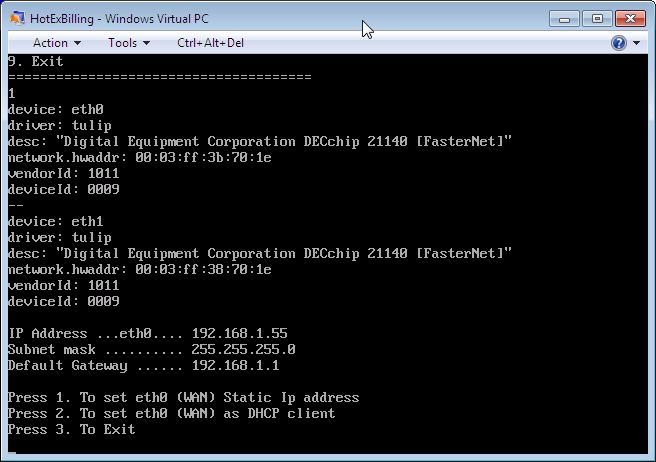 HotExBilling - Windows Virtual PC
Action Tools Ctrl+Alt+Del ?
9. Exit
======================================
1
device: eth0
driver: tulip
desc: "Digital Equipment Corporation DECchip 21140 [FasterNet]"
network.hwaddr: 00:03:ff:3b:70:1e
vendorId: 1011
deviceId: 0009
--
device: eth1
driver: tulip
desc: "Digital Equipment Corporation DECchip 21140 [FasterNet]"
network.hwaddr: 00:03:ff:38:70:1e
vendorId: 1011
deviceId: 0009
IP Address ...eth0.... 192.168.1.55
Subnet mask .......... 255.255.255.0
Default Gateway ...... 192.168.1.1
Press 1. To set eth0 (WAN) Static Ip address
Press 2. To set eth0 (WAN) as DHCP client
Press 3. To Exit
_